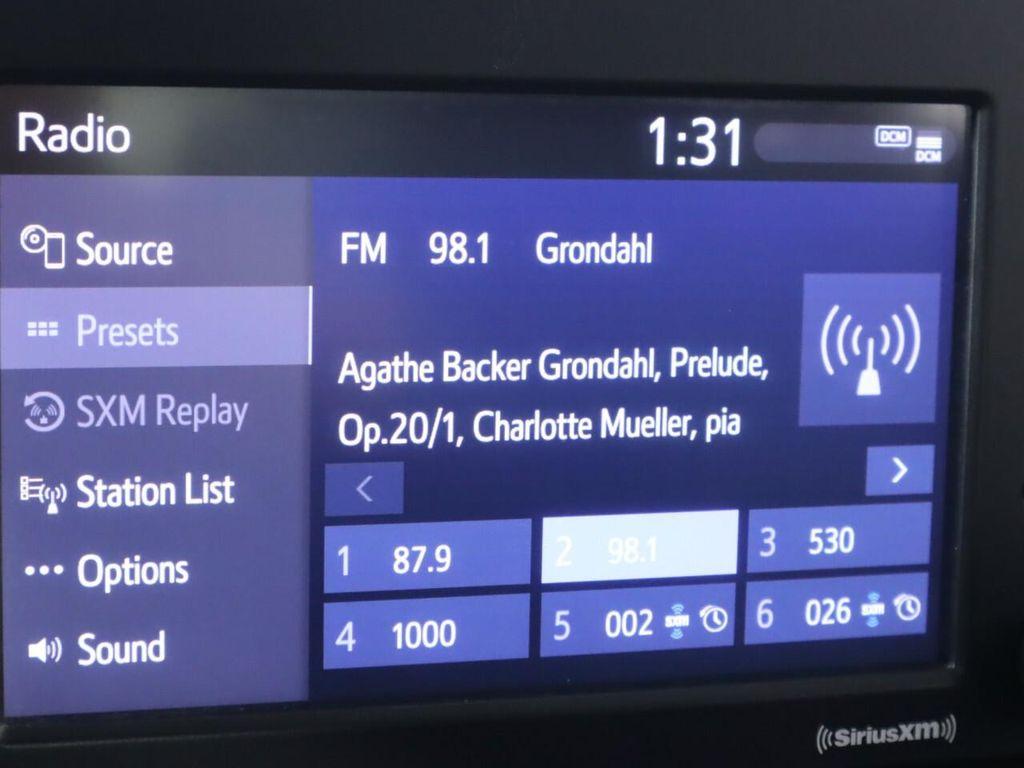 Radio
1:31
DCM
DCM
Source
FM 98.1 Grondahl
Presets
Agathe Backer Grondahl, Prelude,
Op.20/1, Charlotte Mueller, pia
SXM Replay
Station List
Options
Sound
1 87.9
2 98.1
3 530
4 1000
5 002 SXM
6 026 SXM
SiriusXM